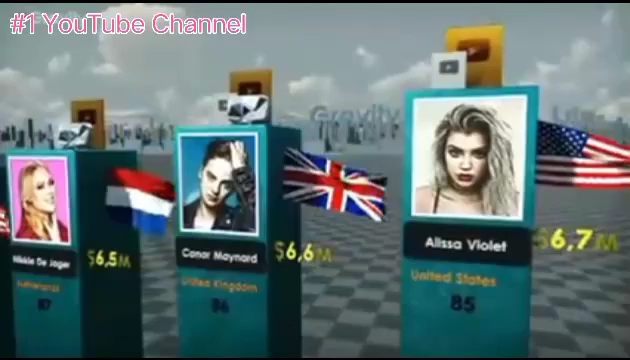 #1 YouTube Channel
Gravity
Nikkie De Jager
$6,5M
Netherlands
87
Conor Maynard
$6,6M
United Kingdom
86
Alissa Violet
$6,7M
United States
85